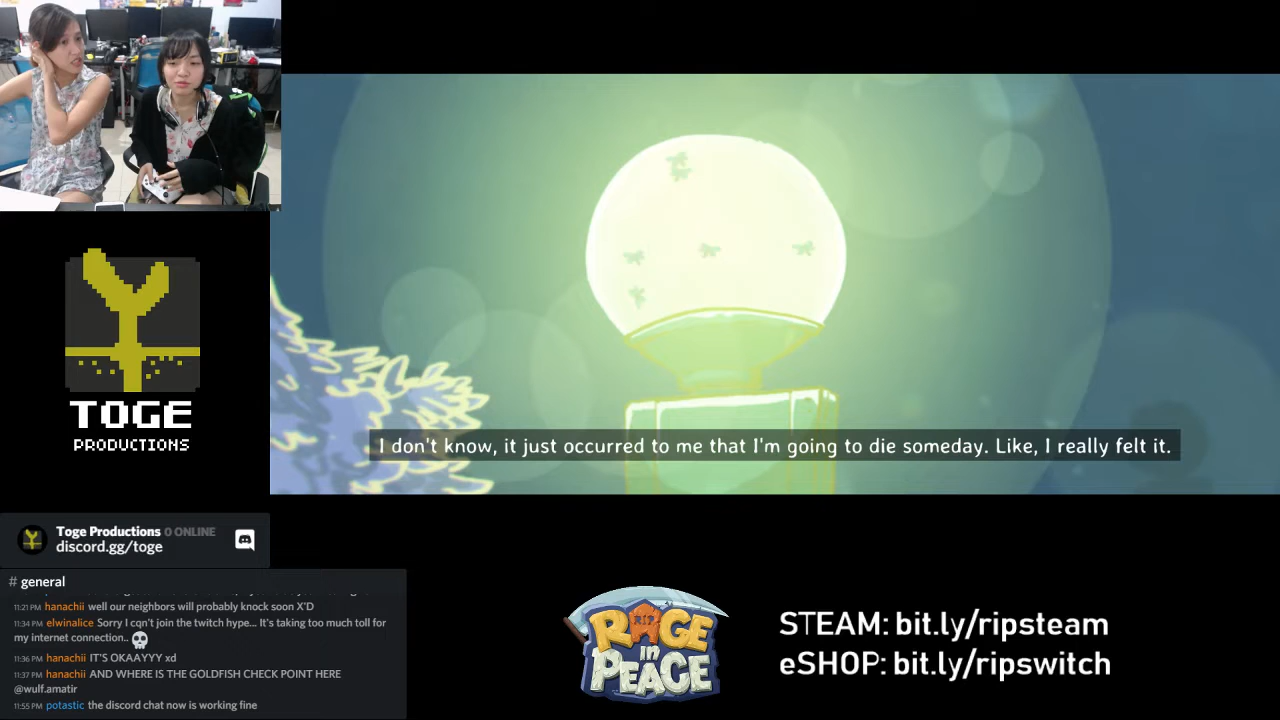 I don't know, it just occurred to me that I'm going to die someday. Like, I really felt it.
TOGE
PRODUCTIONS
Toge Productions 0 ONLINE
discord.gg/toge
# general
11:21 PM hanachii well our neighbors will probably knock soon X'D
11:34 PM elwinalice Sorry I cqn't join the twitch hype... It's taking too much toll for
my internet connection..
11:36 PM hanachii IT'S OKAAYYY xd
11:37 PM hanachii AND WHERE IS THE GOLDFISH CHECK POINT HERE
@wulf.amatir
11:55 PM potastic the discord chat now is working fine
RIP
RAGE
in
PEACE
STEAM: bit.ly/ripsteam
eSHOP: bit.ly/ripswitch